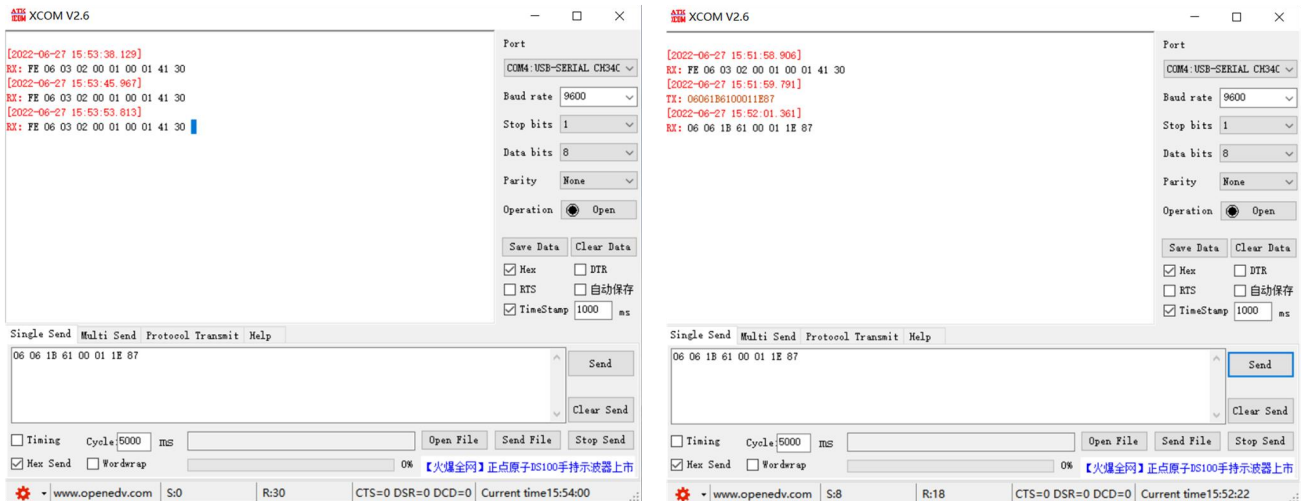 XCOM V2.6
[2022-06-27 15:53:38.129]
RX: FE 06 03 02 00 01 00 01 41 30
[2022-06-27 15:53:45.967]
RX: FE 06 03 02 00 01 00 01 41 30
[2022-06-27 15:53:53.813]
RX: FE 06 03 02 00 01 00 01 41 30
Port
COM4:USB-SERIAL CH34C
Baud rate 9600
Stop bits 1
Data bits 8
Parity None
Operation Open
Save Data Clear Data
Hex DTR
RTS 自动保存
TimeStamp 1000 ms
Single Send Multi Send Protocol Transmit Help
06 06 1B 61 00 01 1E 87
Send
Clear Send
Timing Cycle:5000 ms Open File Send File Stop Send
Hex Send Wordwrap 0% 【火爆全网】正点原子DS100手持示波器上市
www.openedv.com S:0 R:30 CTS=0 DSR=0 DCD=0 Current time15:54:00
XCOM V2.6
[2022-06-27 15:51:58.906]
RX: FE 06 03 02 00 01 00 01 41 30
[2022-06-27 15:51:59.791]
TX: 06061B6100011E87
[2022-06-27 15:52:01.361]
RX: 06 06 1B 61 00 01 1E 87
Port
COM4:USB-SERIAL CH34C
Baud rate 9600
Stop bits 1
Data bits 8
Parity None
Operation Open
Save Data Clear Data
Hex DTR
RTS 自动保存
TimeStamp 1000 ms
Single Send Multi Send Protocol Transmit Help
06 06 1B 61 00 01 1E 87
Send
Clear Send
Timing Cycle:5000 ms Open File Send File Stop Send
Hex Send Wordwrap 0% 【火爆全网】正点原子DS100手持示波器上市
www.openedv.com S:8 R:18 CTS=0 DSR=0 DCD=0 Current time15:52:22